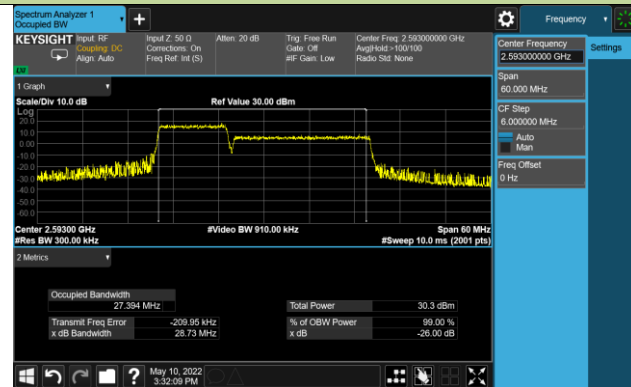 Spectrum Analyzer 1
Occupied BW
Frequency
KEYSIGHT
Input: RF
Coupling: DC
Align: Auto
Input Z: 50 Ω
Corrections: On
Freq Ref: Int (S)
Atten: 20 dB
Trig: Free Run
Gate: Off
#IF Gain: Low
Center Freq: 2.593000000 GHz
Avg|Hold:>100/100
Radio Std: None
LXI
Center Frequency
2.593000000 GHz
Settings
Span
60.000 MHz
CF Step
6.000000 MHz
Auto
Man
Freq Offset
0 Hz
1 Graph
Scale/Div 10.0 dB
Ref Value 30.00 dBm
Log
20.0
10.0
0.00
-10.0
-20.0
-30.0
-40.0
-50.0
-60.0
Center 2.59300 GHz
#Video BW 910.00 kHz
Span 60 MHz
#Res BW 300.00 kHz
#Sweep 10.0 ms (2001 pts)
2 Metrics
Occupied Bandwidth
27.394 MHz
Total Power 30.3 dBm
Transmit Freq Error -209.95 kHz
% of OBW Power 99.00 %
x dB Bandwidth 28.73 MHz
x dB -26.00 dB
?
May 10, 2022
3:32:09 PM